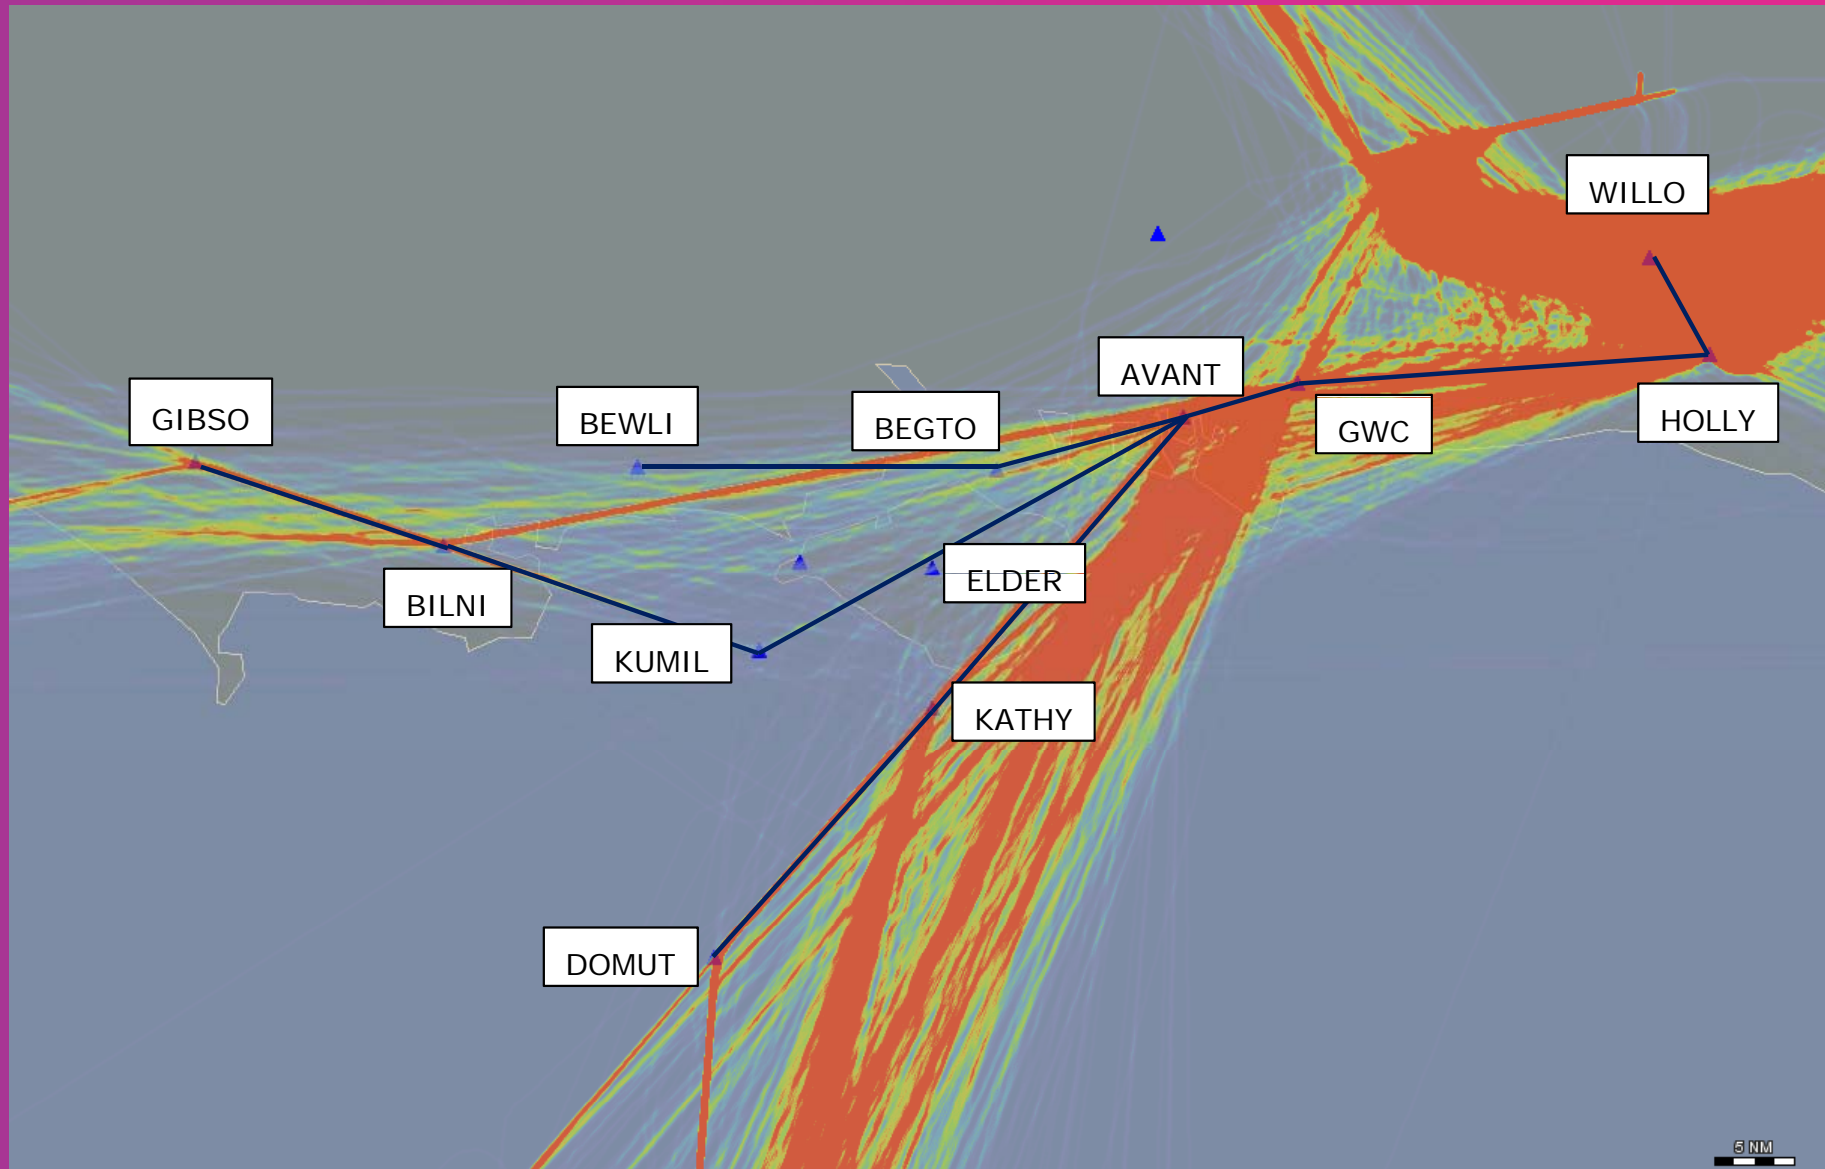 WILLO
AVANT
GIBSO
BEWLI
BEGTO
GWC
HOLLY
ELDER
BILNI
KUMIL
KATHY
DOMUT
5 NM